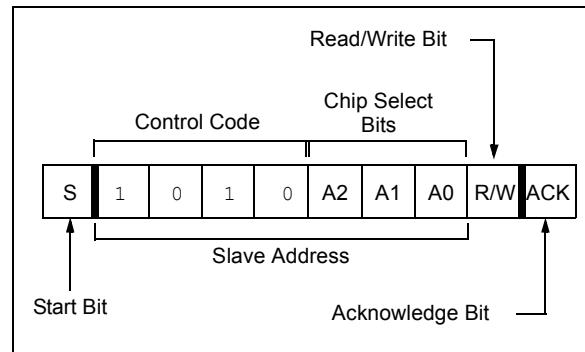 Read/Write Bit
Chip Select
Control Code Bits
S 1 0 1 0 A2 A1 A0 R/W ACK
Slave Address
Start Bit
Acknowledge Bit